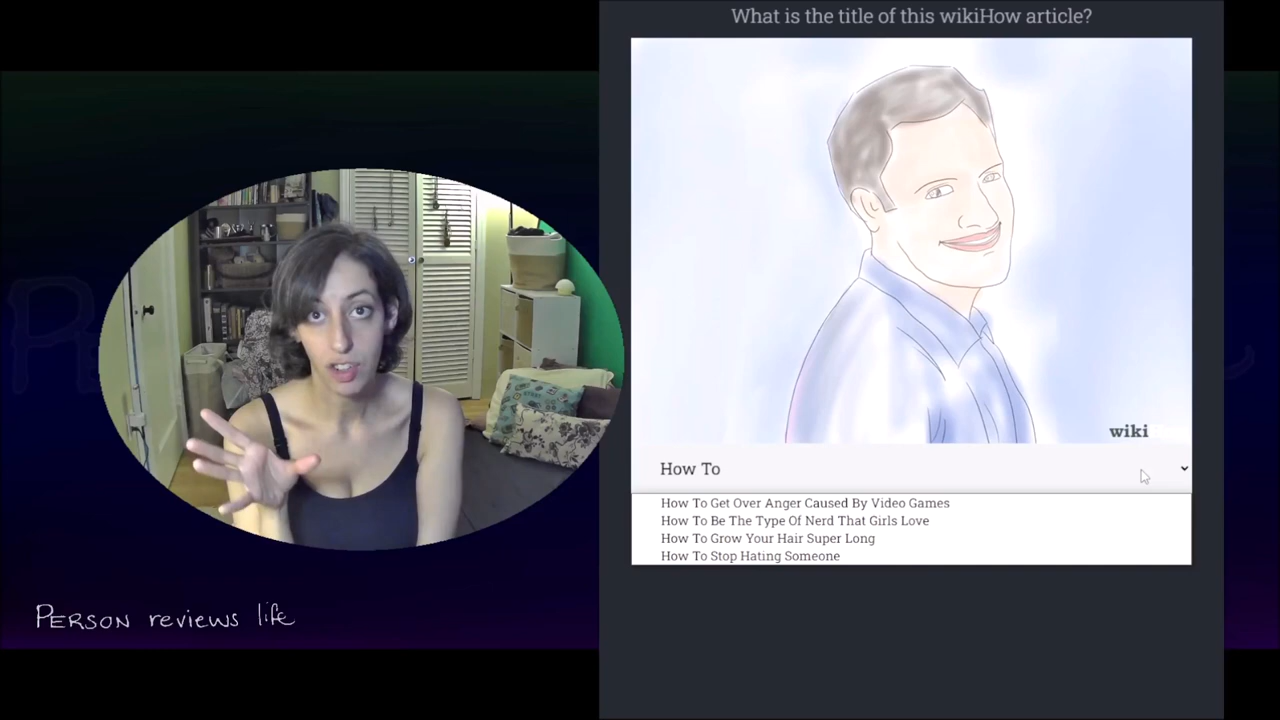 What is the title of this wikiHow article?
wiki
How To
How To Get Over Anger Caused By Video Games
How To Be The Type Of Nerd That Girls Love
How To Grow Your Hair Super Long
How To Stop Hating Someone
PERSON reviews life